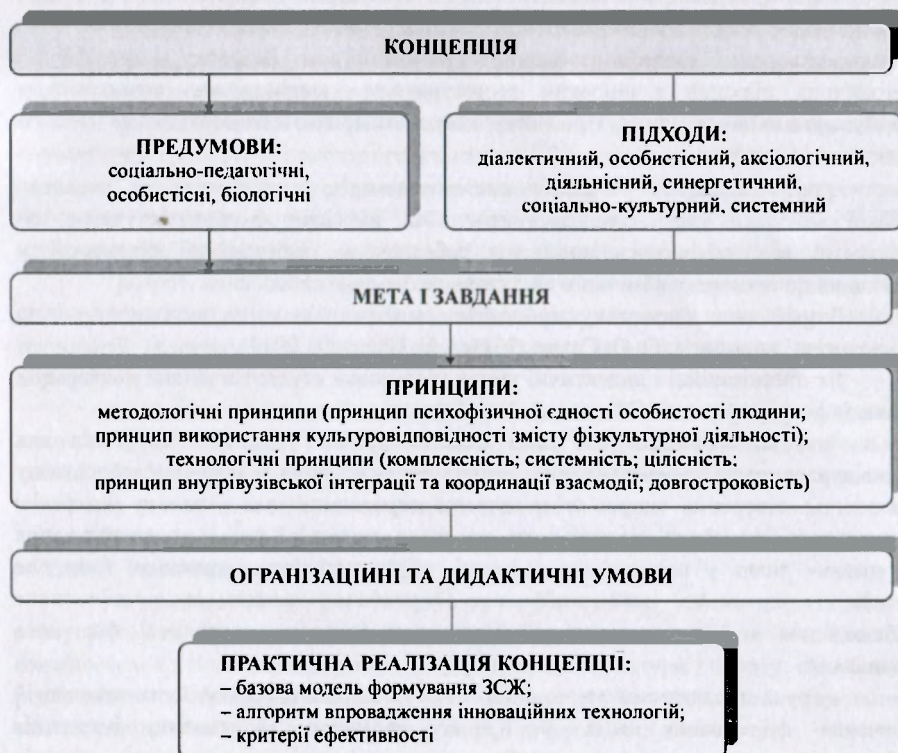 КОНЦЕПЦІЯ
ПРЕДУМОВИ:
соціально-педагогічні,
особистісні, біологічні
ПІДХОДИ:
діалектичний, особистісний, аксіологічний,
діяльнісний, синергетичний,
соціально-культурний, системний
МЕТА І ЗАВДАННЯ
ПРИНЦИПИ:
методологічні принципи (принцип психофізичної єдності особистості людини;
принцип використання культуровідповідності змісту фізкультурної діяльності);
технологічні принципи (комплексність, системність; цілісність;
принцип внутрівузівської інтеграції та координації взаємодії; довгостроковість)
ОГРАНІЗАЦІЙНІ ТА ДИДАКТИЧНІ УМОВИ
ПРАКТИЧНА РЕАЛІЗАЦІЯ КОНЦЕПЦІЇ:
– базова модель формування ЗСЖ;
– алгоритм впровадження інноваційних технологій;
– критерії ефективності